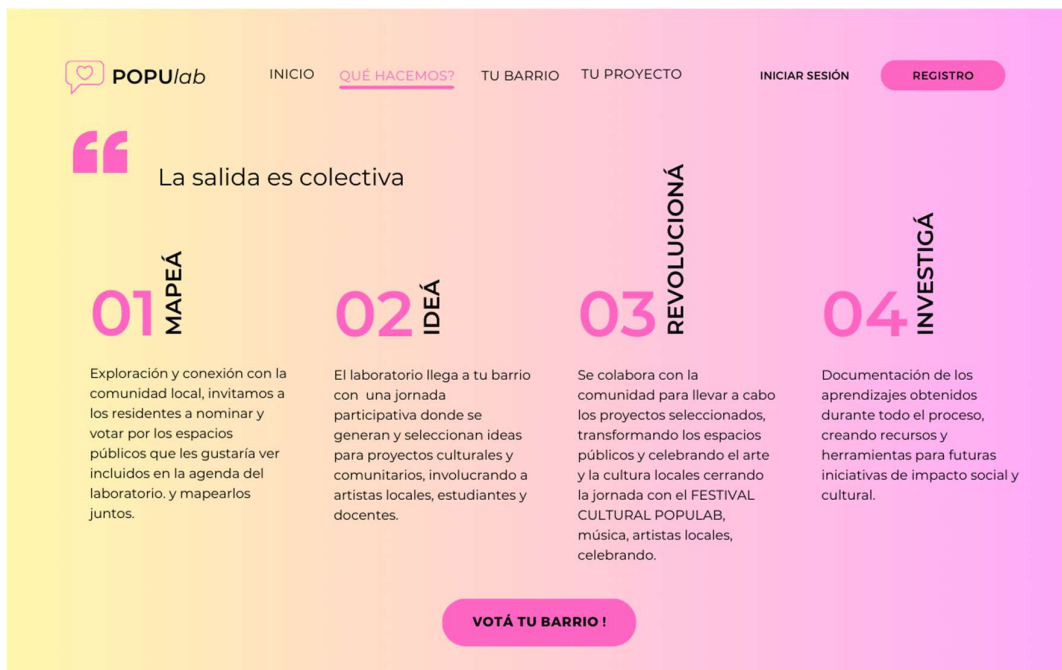 POPUlab
INICIO
QUÉ HACEMOS?
TU BARRIO
TU PROYECTO
INICIAR SESIÓN
REGISTRO
“
La salida es colectiva
01
MAPEÁ
Exploración y conexión con la
comunidad local, invitamos a
los residentes a nominar y
votar por los espacios
públicos que les gustaría ver
incluidos en la agenda del
laboratorio. y mapearlos
juntos.
02
IDEÁ
El laboratorio llega a tu barrio
con  una jornada
participativa donde se
generan y seleccionan ideas
para proyectos culturales y
comunitarios, involucrando a
artistas locales, estudiantes y
docentes.
03
REVOLUCIONÁ
Se colabora con la
comunidad para llevar a cabo
los proyectos seleccionados,
transformando los espacios
públicos y celebrando el arte
y la cultura locales cerrando
la jornada con el FESTIVAL
CULTURAL POPULAB,
música, artistas locales,
celebrando.
04
INVESTIGÁ
Documentación de los
aprendizajes obtenidos
durante todo el proceso,
creando recursos y
herramientas para futuras
iniciativas de impacto social y
cultural.
VOTÁ TU BARRIO !